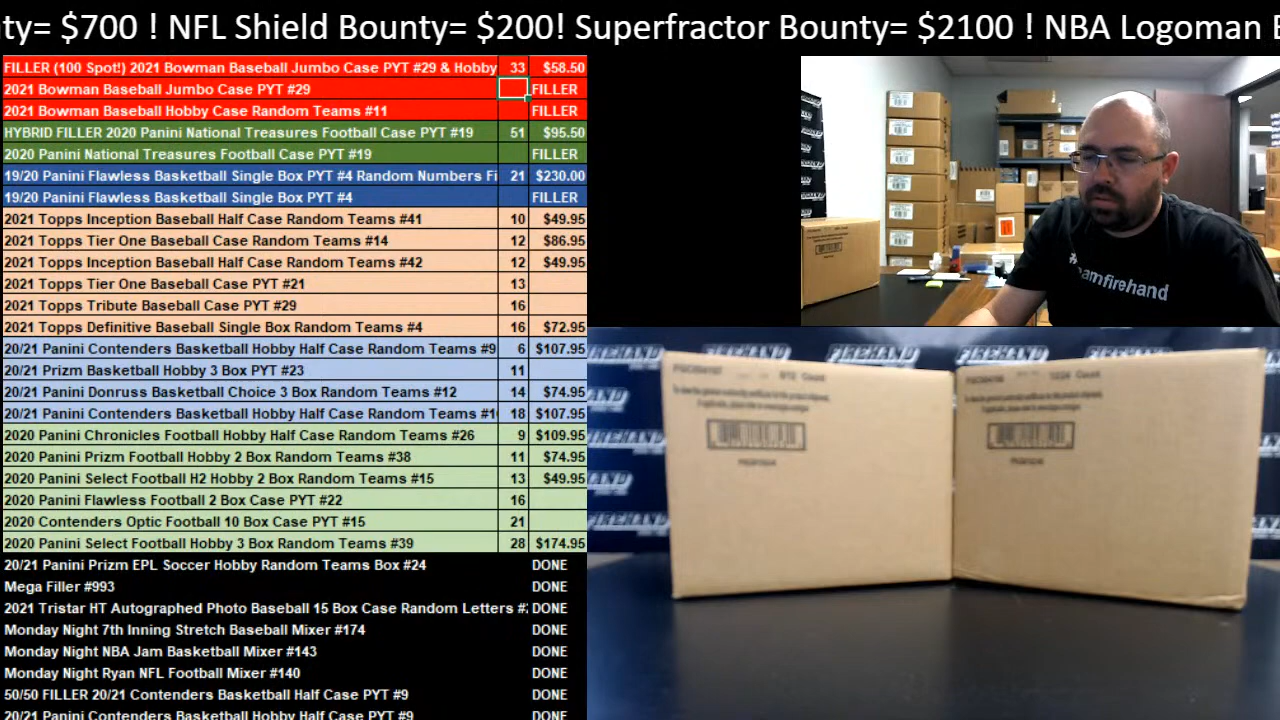 ty= $700 ! NFL Shield Bounty= $200! Superfractor Bounty= $2100 ! NBA Logoman
FILLER (100 Spot!) 2021 Bowman Baseball Jumbo Case PYT #29 & Hobby 33 $58.50
2021 Bowman Baseball Jumbo Case PYT #29 FILLER
2021 Bowman Baseball Hobby Case Random Teams #11 FILLER
HYBRID FILLER 2020 Panini National Treasures Football Case PYT #19 51 $95.50
2020 Panini National Treasures Football Case PYT #19 FILLER
19/20 Panini Flawless Basketball Single Box PYT #4 Random Numbers Fi 21 $230.00
19/20 Panini Flawless Basketball Single Box PYT #4 FILLER
2021 Topps Inception Baseball Half Case Random Teams #41 10 $49.95
2021 Topps Tier One Baseball Case Random Teams #14 12 $86.95
2021 Topps Inception Baseball Half Case Random Teams #42 12 $49.95
2021 Topps Tier One Baseball Case PYT #21 13
2021 Topps Tribute Baseball Case PYT #29 16
2021 Topps Definitive Baseball Single Box Random Teams #4 16 $72.95
20/21 Panini Contenders Basketball Hobby Half Case Random Teams #9 6 $107.95
20/21 Prizm Basketball Hobby 3 Box PYT #23 11
20/21 Panini Donruss Basketball Choice 3 Box Random Teams #12 14 $74.95
20/21 Panini Contenders Basketball Hobby Half Case Random Teams #1 18 $107.95
2020 Panini Chronicles Football Hobby Half Case Random Teams #26 9 $109.95
2020 Panini Prizm Football Hobby 2 Box Random Teams #38 11 $74.95
2020 Panini Select Football H2 Hobby 2 Box Random Teams #15 13 $49.95
2020 Panini Flawless Football 2 Box Case PYT #22 16
2020 Contenders Optic Football 10 Box Case PYT #15 21
2020 Panini Select Football Hobby 3 Box Random Teams #39 28 $174.95
20/21 Panini Prizm EPL Soccer Hobby Random Teams Box #24 DONE
Mega Filler #993 DONE
2021 Tristar HT Autographed Photo Baseball 15 Box Case Random Letters #2 DONE
Monday Night 7th Inning Stretch Baseball Mixer #174 DONE
Monday Night NBA Jam Basketball Mixer #143 DONE
Monday Night Ryan NFL Football Mixer #140 DONE
50/50 FILLER 20/21 Contenders Basketball Half Case PYT #9 DONE
20/21 Panini Contenders Basketball Hobby Half Case PYT #9 DONE
amfirehand
FIREHAND